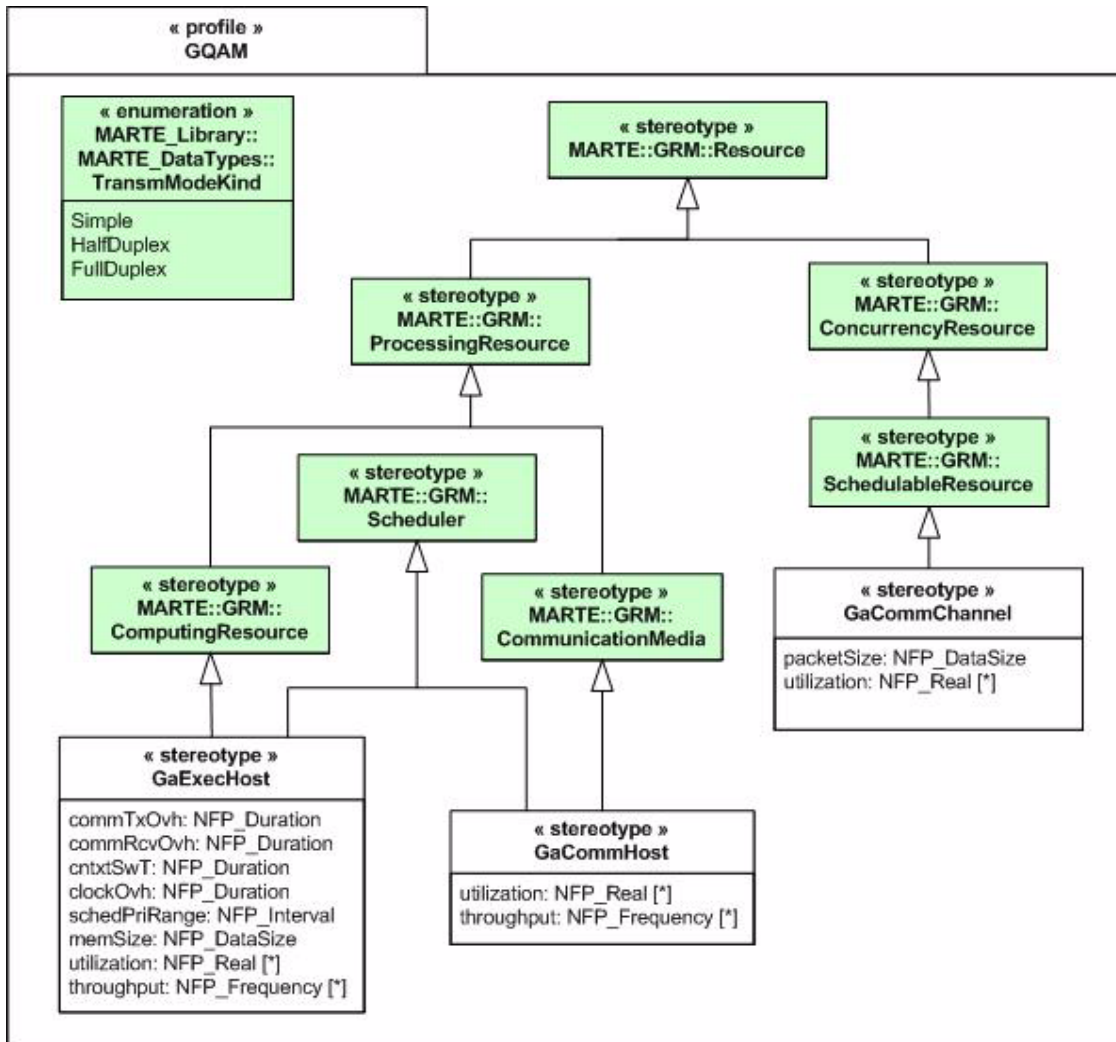 « profile »
GQAM
« enumeration »
MARTE_Library::
MARTE_DataTypes::
TransmModeKind
Simple
HalfDuplex
FullDuplex
« stereotype »
MARTE::GRM::Resource
« stereotype »
MARTE::GRM::
ProcessingResource
« stereotype »
MARTE::GRM::
ConcurrencyResource
« stereotype »
MARTE::GRM::
Scheduler
« stereotype »
MARTE::GRM::
SchedulableResource
« stereotype »
MARTE::GRM::
ComputingResource
« stereotype »
MARTE::GRM::
CommunicationMedia
« stereotype »
GaCommChannel
packetSize: NFP_DataSize
utilization: NFP_Real [*]
« stereotype »
GaExecHost
commTxOvh: NFP_Duration
commRcvOvh: NFP_Duration
cntxtSwT: NFP_Duration
clockOvh: NFP_Duration
schedPriRange: NFP_Interval
memSize: NFP_DataSize
utilization: NFP_Real [*]
throughput: NFP_Frequency [*]
« stereotype »
GaCommHost
utilization: NFP_Real [*]
throughput: NFP_Frequency [*]